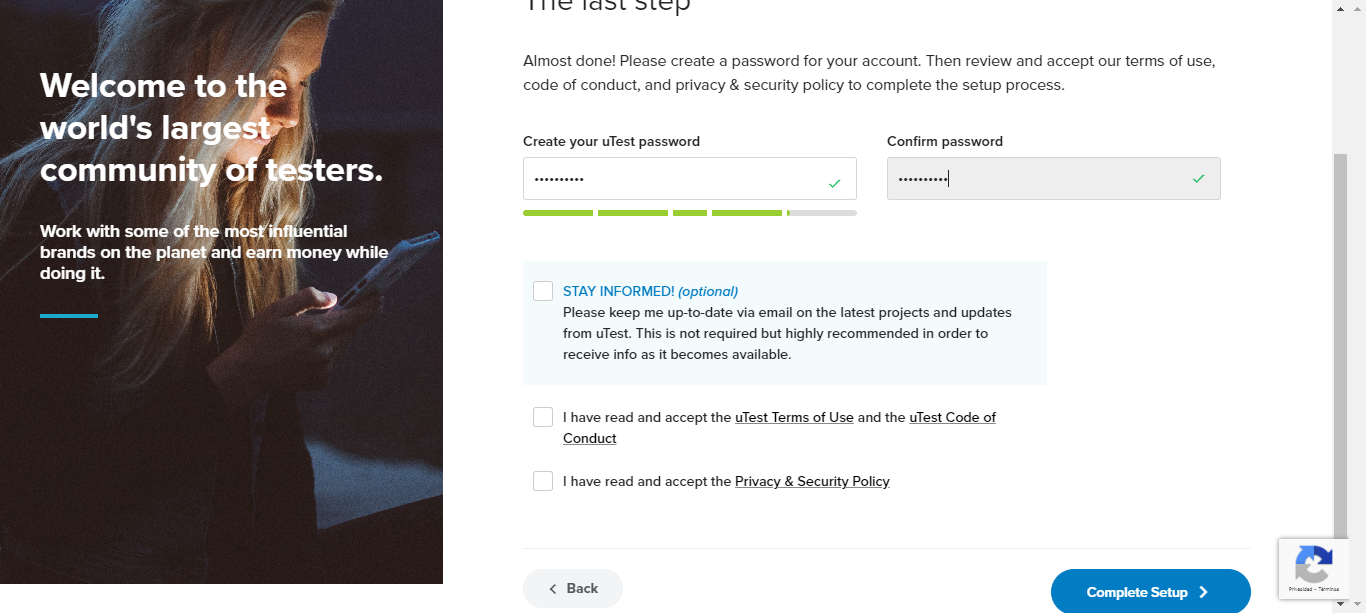 The last step
Welcome to the
world's largest
community of testers.
Work with some of the most influential
brands on the planet and earn money while
doing it.
Almost done! Please create a password for your account. Then review and accept our terms of use,
code of conduct, and privacy & security policy to complete the setup process.
Create your uTest password
Confirm password
••••••••••
••••••••••
STAY INFORMED! (optional)
Please keep me up-to-date via email on the latest projects and updates
from uTest. This is not required but highly recommended in order to
receive info as it becomes available.
I have read and accept the uTest Terms of Use and the uTest Code of
Conduct
I have read and accept the Privacy & Security Policy
Back
Complete Setup
Privacidad - Términos